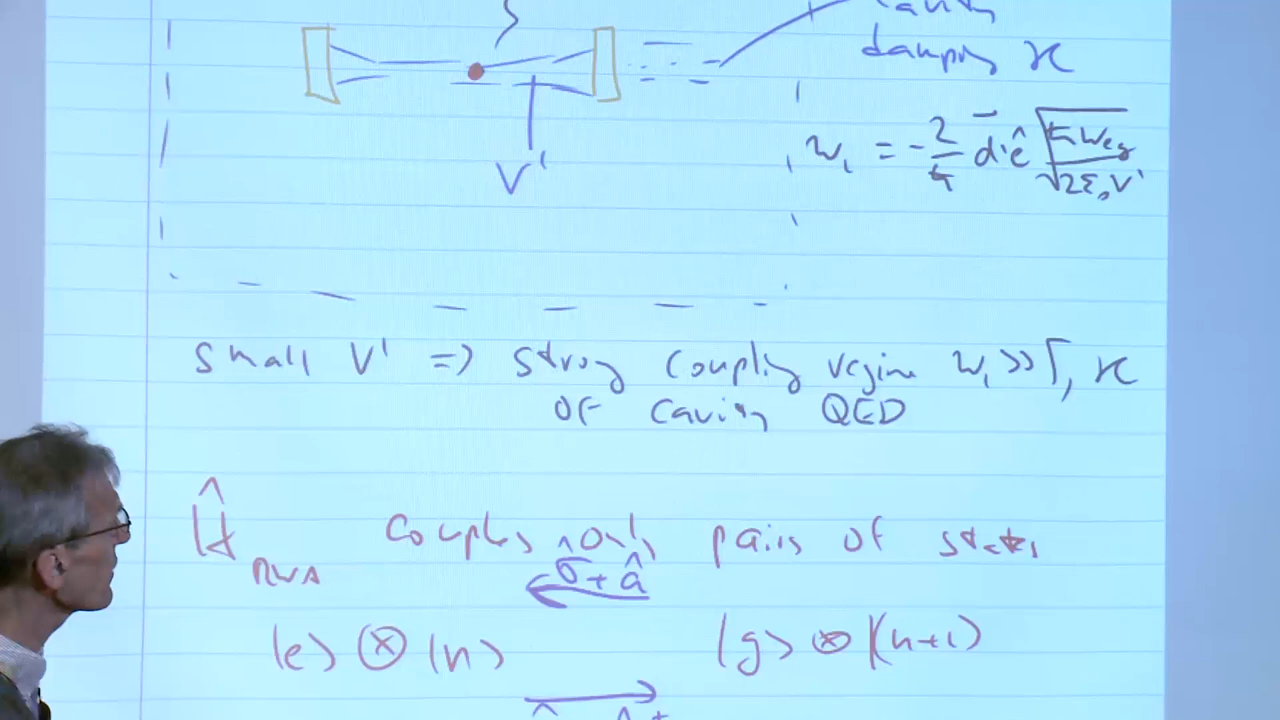 damping κ
V'
ω₁ = -2/ħ d⃗·ê √(ħω_eg / 2ε₀V')
small V' => strong coupling regime ω₁ >> Γ, κ
of cavity QED
Ĥ_RWA couples only pairs of states
σ̂₊ â
|e> ⊗ |n> |g> ⊗ |(n+1)